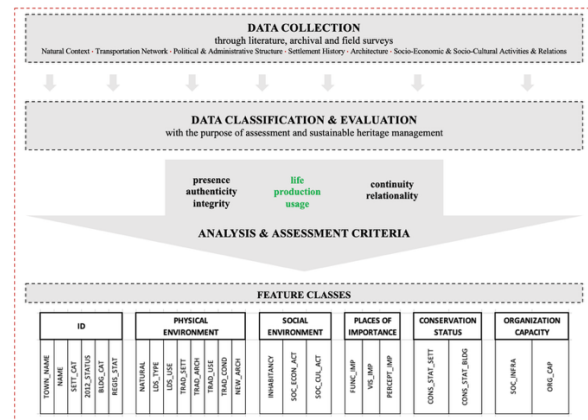 DATA COLLECTION
through literature, archival and field surveys
Natural Context · Transportation Network · Political & Administrative Structure · Settlement History · Architecture · Socio-Economic & Socio-Cultural Activities & Relations
DATA CLASSIFICATION & EVALUATION
with the purpose of assessment and sustainable heritage management
presence
authenticity
integrity
life
production
usage
continuity
relationality
ANALYSIS & ASSESSMENT CRITERIA
FEATURE CLASSES
ID
TOWN_NAME
NAME
SETT_CAT
2012_STATUS
BLDG_CAT
REGIS_STAT
PHYSICAL
ENVIRONMENT
NATURAL
LDS_TYPE
LDS_USE
TRAD_SETT
TRAD_ARCH
TRAD_USE
TRAD_COND
NEW_ARCH
SOCIAL
ENVIRONMENT
INHABITANCY
SOC_ECON_ACT
SOC_CUL_ACT
PLACES OF
IMPORTANCE
FUNC_IMP
VIS_IMP
PERCEPT_IMP
CONSERVATION
STATUS
CONS_STAT_SETT
CONS_STAT_BLDG
ORGANIZATION
CAPACITY
SOC_INFRA
ORG_CAP